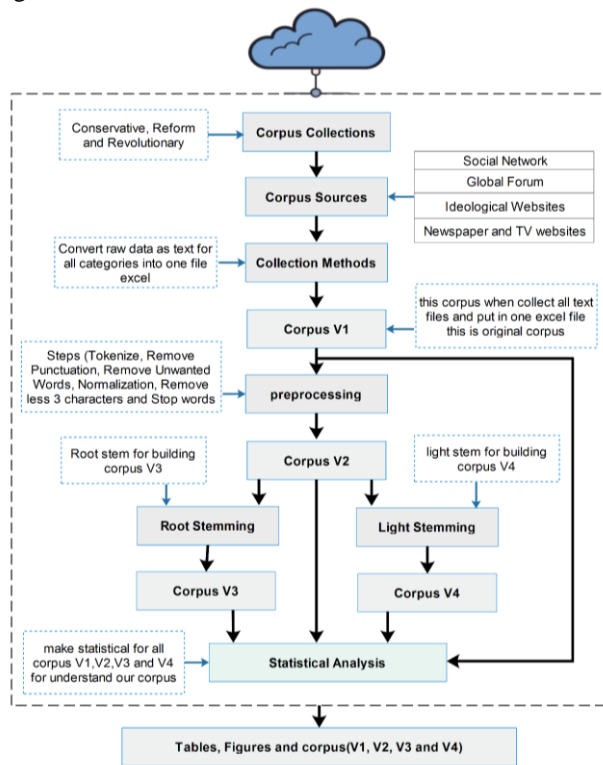 Conservative, Reform
and Revolutionary
Corpus Collections
Social Network
Global Forum
Ideological Websites
Newspaper and TV websites
Corpus Sources
Convert raw data as text for
all categories into one file
excel
Collection Methods
this corpus when collect all text
files and put in one excel file
this is original corpus
Corpus V1
Steps (Tokenize, Remove
Punctuation, Remove Unwanted
Words, Normalization, Remove
less 3 characters and Stop words
preprocessing
Corpus V2
Root stem for building
corpus V3
light stem for building
corpus V4
Root Stemming
Light Stemming
Corpus V3
Corpus V4
make statistical for all
corpus V1,V2,V3 and V4
for understand our corpus
Statistical Analysis
Tables, Figures and corpus(V1, V2, V3 and V4)